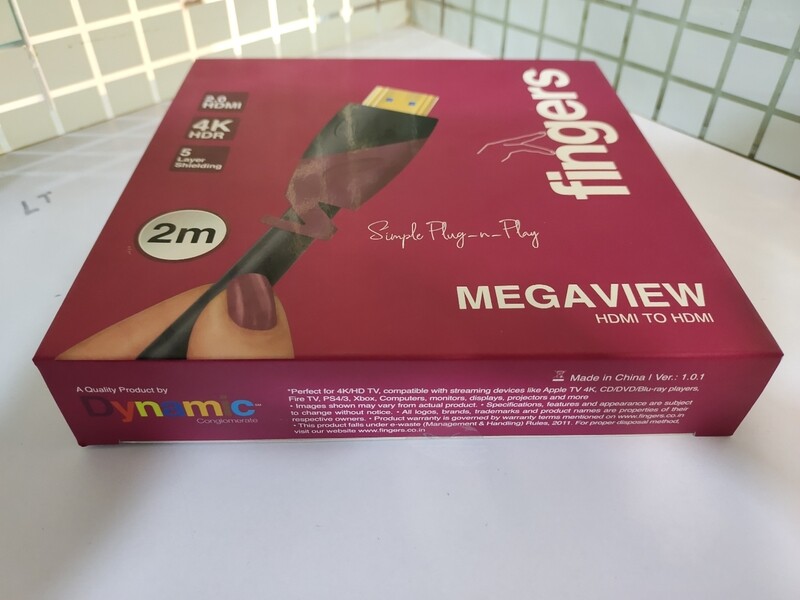 2.0
HDMI
4K
HDR
5
Layer
Shielding
2m
fingers
Simple Plug-n-Play
MEGAVIEW
HDMI TO HDMI
Made in China | Ver.: 1.0.1
A Quality Product by
Dynamic™
Conglomerate
*Perfect for 4K/HD TV, compatible with streaming devices like Apple TV 4K, CD/DVD/Blu-ray players,
Fire TV, PS4/3, Xbox, Computers, monitors, displays, projectors and more
• Images shown may vary from actual product. • Specifications, features and appearance are subject
to change without notice. • All logos, brands, trademarks and product names are properties of their
respective owners. • Product warranty is governed by warranty terms mentioned on www.fingers.co.in
• This product falls under e-waste (Management & Handling) Rules, 2011. For proper disposal method,
visit our website www.fingers.co.in
LT